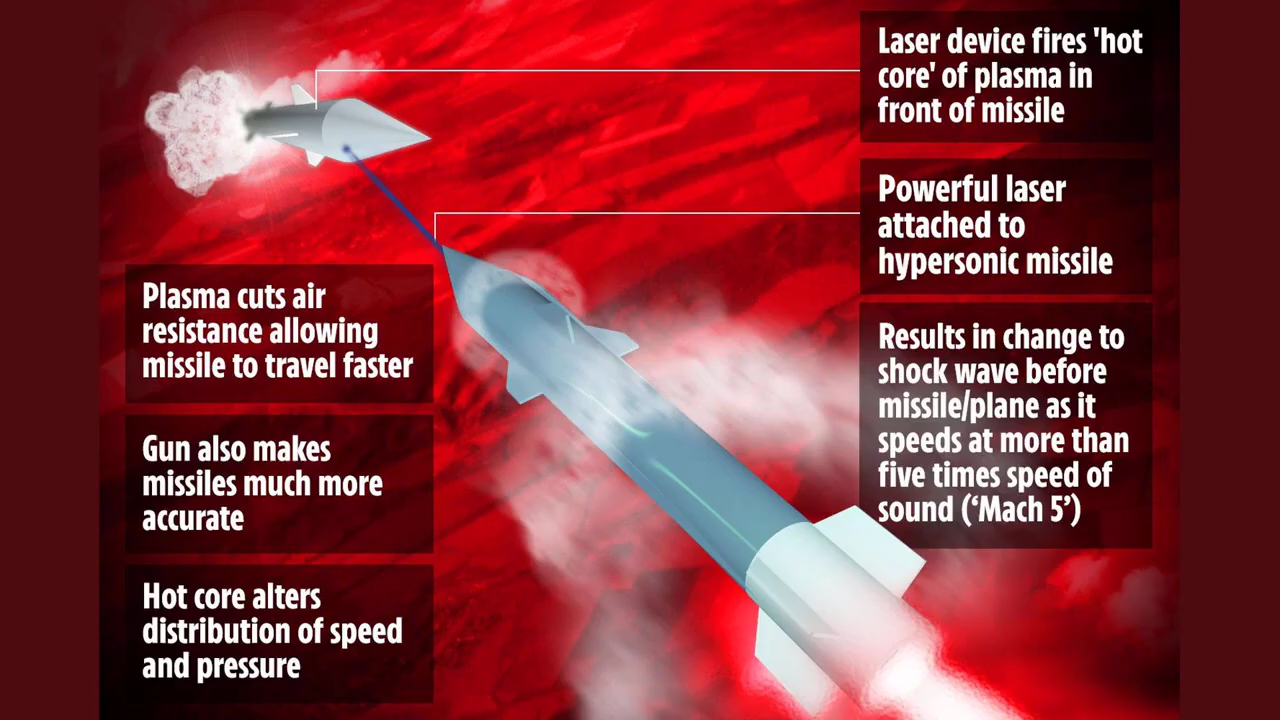 Laser device fires 'hot
core' of plasma in
front of missile
Powerful laser
attached to
hypersonic missile
Results in change to
shock wave before
missile/plane as it
speeds at more than
five times speed of
sound (‘Mach 5’)
Plasma cuts air
resistance allowing
missile to travel faster
Gun also makes
missiles much more
accurate
Hot core alters
distribution of speed
and pressure